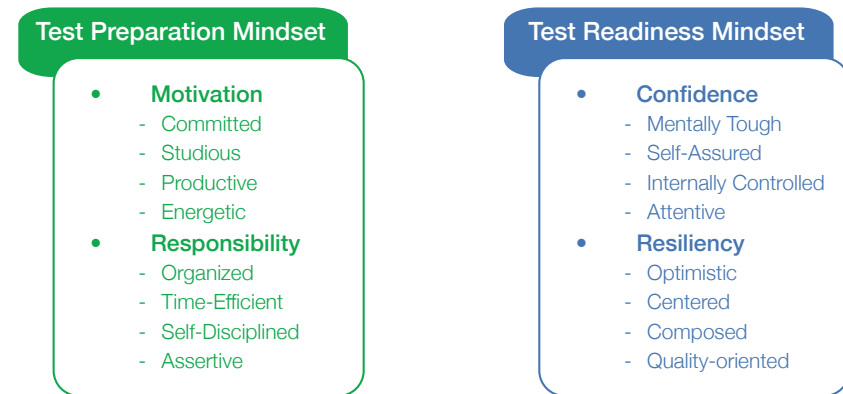 Test Preparation Mindset
• Motivation
- Committed
- Studious
- Productive
- Energetic
• Responsibility
- Organized
- Time-Efficient
- Self-Disciplined
- Assertive
Test Readiness Mindset
• Confidence
- Mentally Tough
- Self-Assured
- Internally Controlled
- Attentive
• Resiliency
- Optimistic
- Centered
- Composed
- Quality-oriented